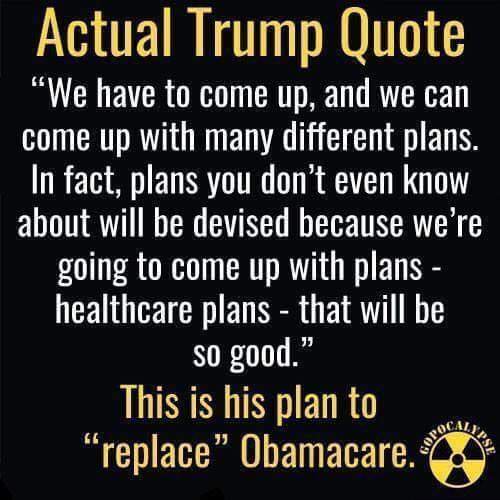 Actual Trump Quote
“We have to come up, and we can
come up with many different plans.
In fact, plans you don’t even know
about will be devised because we’re
going to come up with plans -
healthcare plans - that will be
so good.”
This is his plan to
“replace” Obamacare.
GOPOCALYPSE